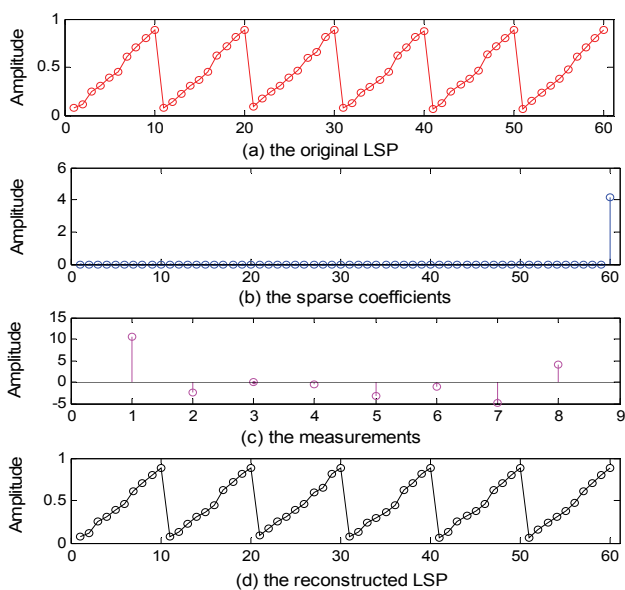 1
0.5
0
Amplitude
0 10 20 30 40 50 60
(a) the original LSP
6
4
2
0
Amplitude
0 10 20 30 40 50 60
(b) the sparse coefficients
15
10
5
0
-5
Amplitude
0 1 2 3 4 5 6 7 8 9
(c) the measurements
1
0.5
0
Amplitude
0 10 20 30 40 50 60
(d) the reconstructed LSP